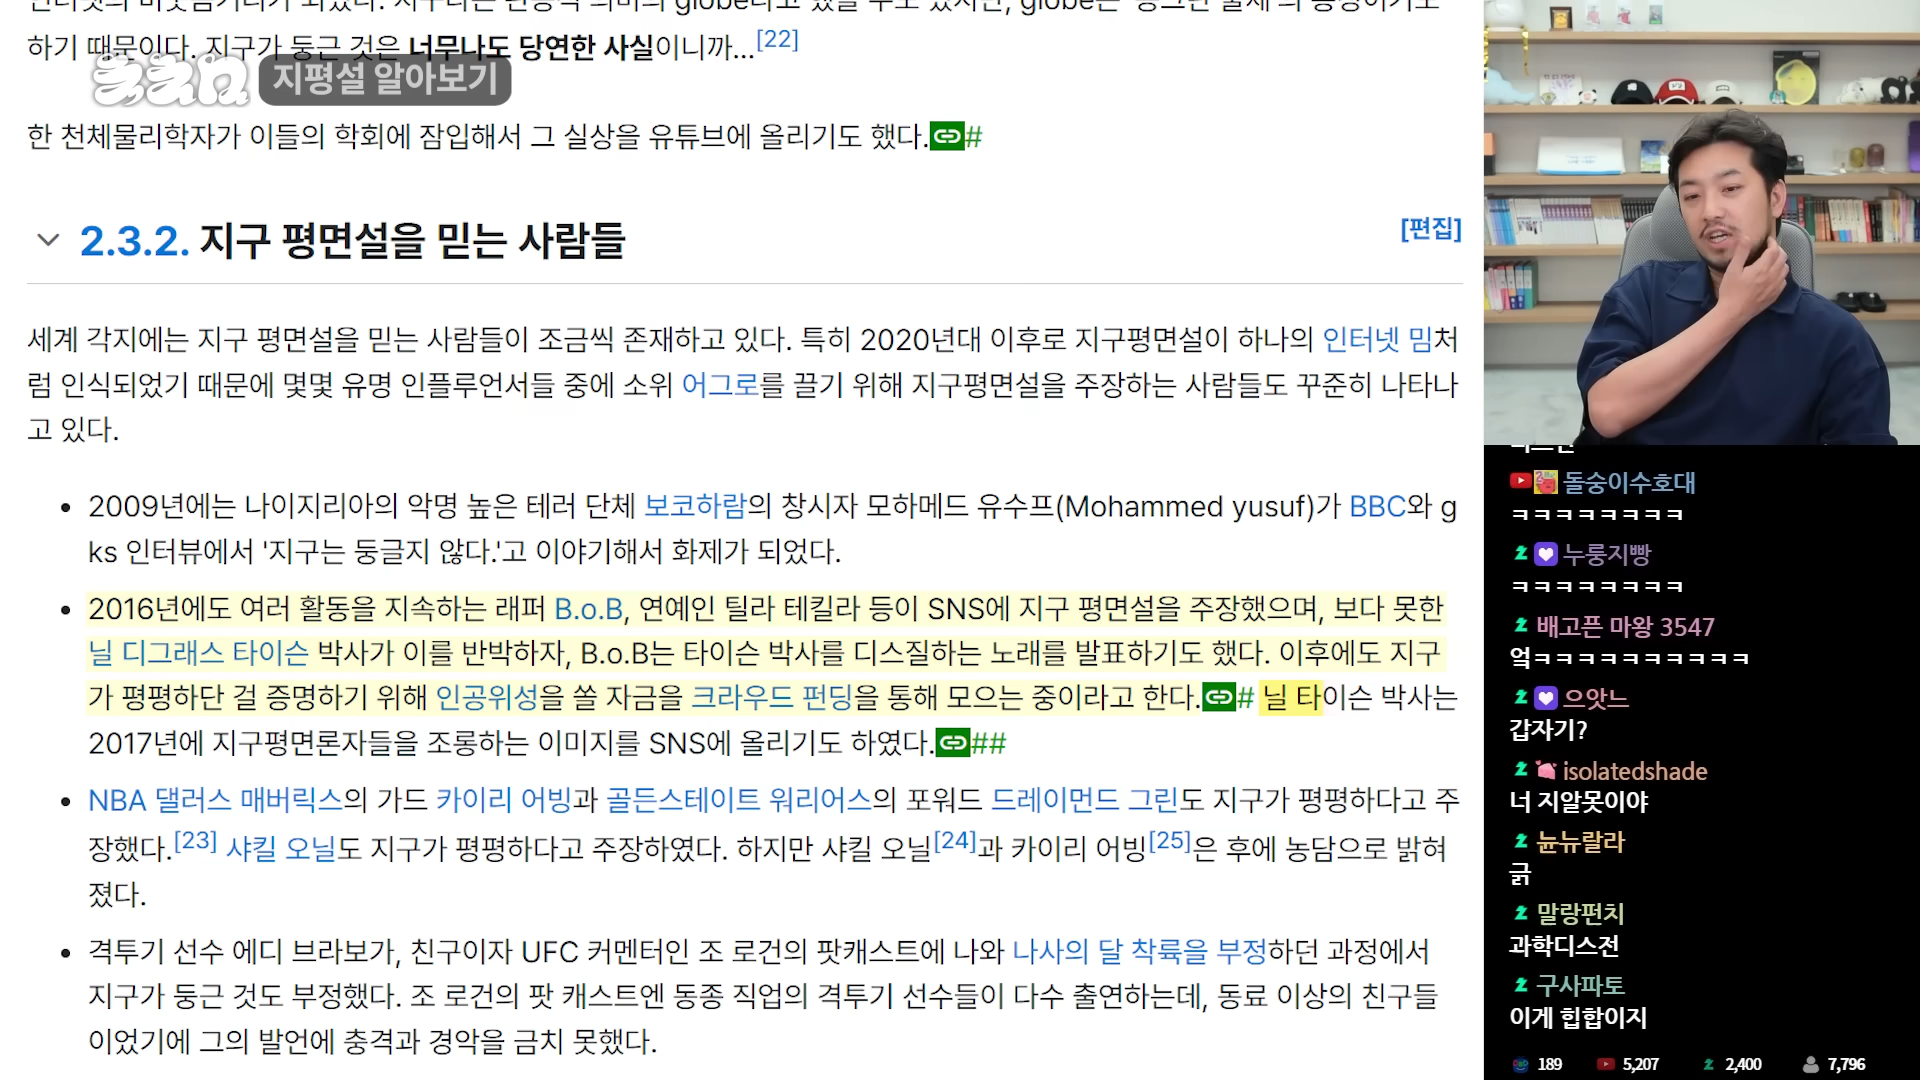 하기 때문이다. 지구가 둥근 것은 너무나도 당연한 사실이니까...[22]
지평설 알아보기
한 천체물리학자가 이들의 학회에 잠입해서 그 실상을 유튜브에 올리기도 했다.#
2.3.2. 지구 평면설을 믿는 사람들
[편집]
세계 각지에는 지구 평면설을 믿는 사람들이 조금씩 존재하고 있다. 특히 2020년대 이후로 지구평면설이 하나의 인터넷 밈처
럼 인식되었기 때문에 몇몇 유명 인플루언서들 중에 소위 어그로를 끌기 위해 지구평면설을 주장하는 사람들도 꾸준히 나타나
고 있다.
• 2009년에는 나이지리아의 악명 높은 테러 단체 보코하람의 창시자 모하메드 유수프(Mohammed yusuf)가 BBC와 g
ks 인터뷰에서 '지구는 둥글지 않다.'고 이야기해서 화제가 되었다.
• 2016년에도 여러 활동을 지속하는 래퍼 B.o.B, 연예인 틸라 테킬라 등이 SNS에 지구 평면설을 주장했으며, 보다 못한
닐 디그래스 타이슨 박사가 이를 반박하자, B.o.B는 타이슨 박사를 디스질하는 노래를 발표하기도 했다. 이후에도 지구
가 평평하단 걸 증명하기 위해 인공위성을 쏠 자금을 크라우드 펀딩을 통해 모으는 중이라고 한다.# 닐 타이슨 박사는
2017년에 지구평면론자들을 조롱하는 이미지를 SNS에 올리기도 하였다.##
• NBA 댈러스 매버릭스의 가드 카이리 어빙과 골든스테이트 워리어스의 포워드 드레이먼드 그린도 지구가 평평하다고 주
장했다.[23] 샤킬 오닐도 지구가 평평하다고 주장하였다. 하지만 샤킬 오닐[24]과 카이리 어빙[25]은 후에 농담으로 밝혀
졌다.
• 격투기 선수 에디 브라보가, 친구이자 UFC 커멘터인 조 로건의 팟캐스트에 나와 나사의 달 착륙을 부정하던 과정에서
지구가 둥근 것도 부정했다. 조 로건의 팟 캐스트엔 동종 직업의 격투기 선수들이 다수 출연하는데, 동료 이상의 친구들
이었기에 그의 발언에 충격과 경악을 금치 못했다.
돌숭이수호대
ㅋㅋㅋㅋㅋㅋㅋㅋ
누룽지빵
ㅋㅋㅋㅋㅋㅋㅋㅋ
배고픈 마왕 3547
엌ㅋㅋㅋㅋㅋㅋㅋㅋㅋ
으앗느
갑자기?
isolatedshade
너 지알못이야
뉸뉴랄라
긁
말랑펀치
과학디스전
구사파토
이게 힙합이지
189 5,207 2,400 7,796